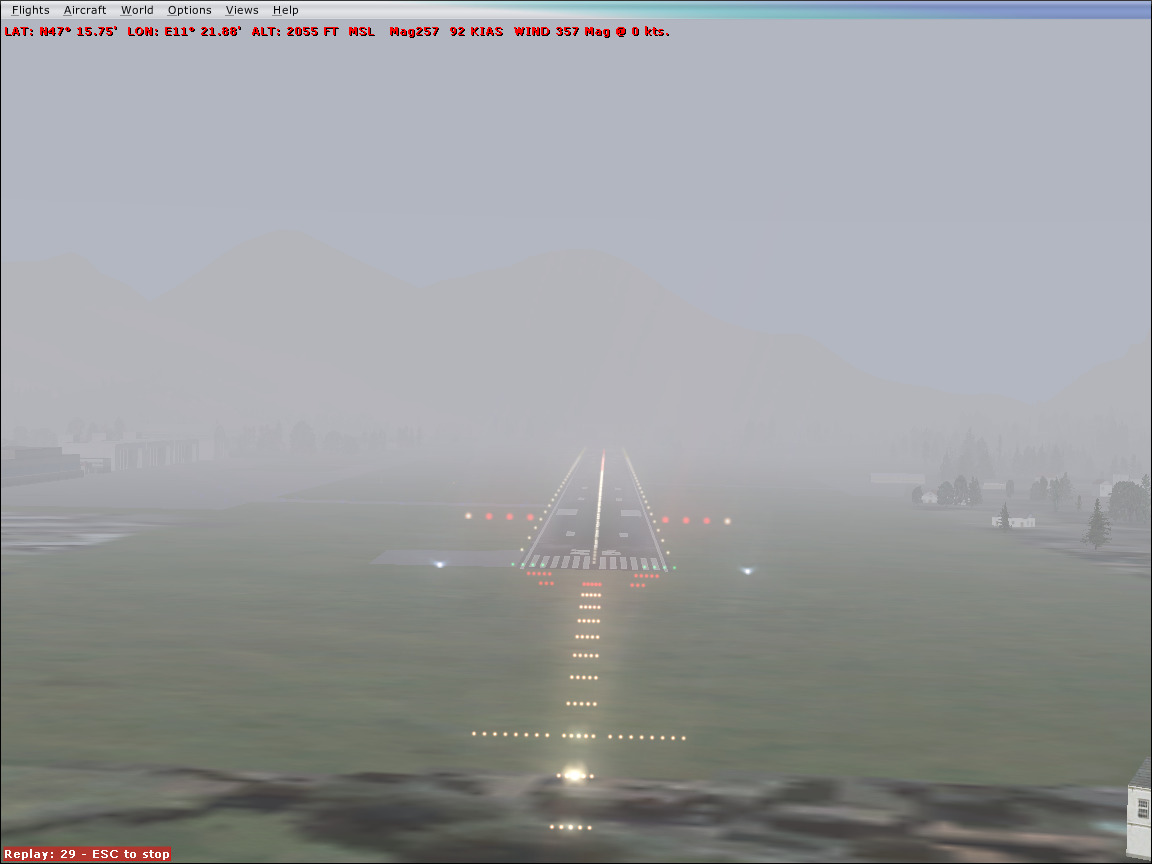 Flights Aircraft World Options Views Help
LAT: N47° 15.75' LON: E11° 21.88' ALT: 2055 FT MSL Mag257 92 KIAS WIND 357 Mag @ 0 kts.
Replay: 29 - ESC to stop